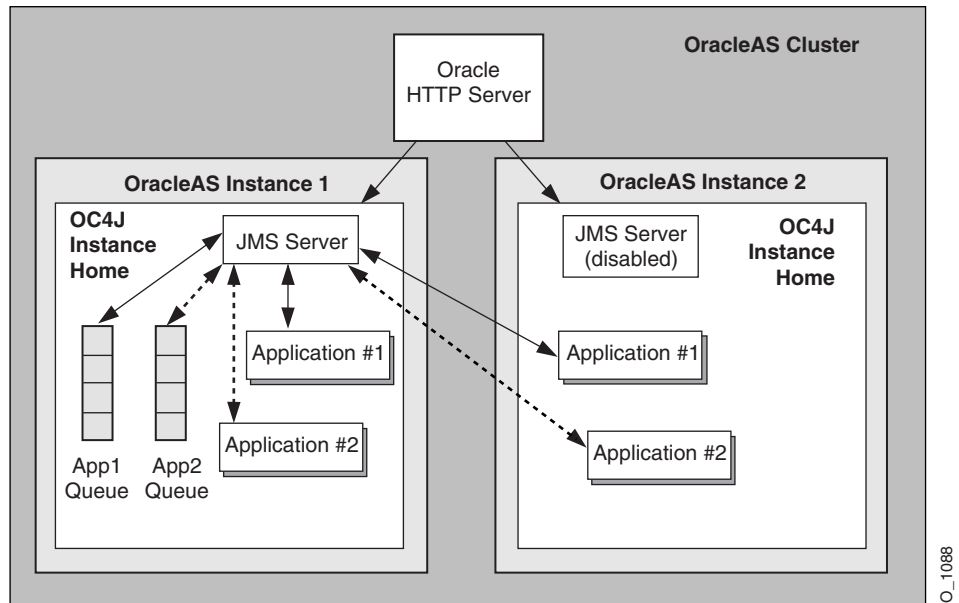 OracleAS Cluster
Oracle
HTTP Server
OracleAS Instance 1
OC4J
Instance
Home
JMS Server
Application #1
Application #2
App1
Queue
App2
Queue
OracleAS Instance 2
JMS Server
(disabled)
OC4J
Instance
Home
Application #1
Application #2
O_1088